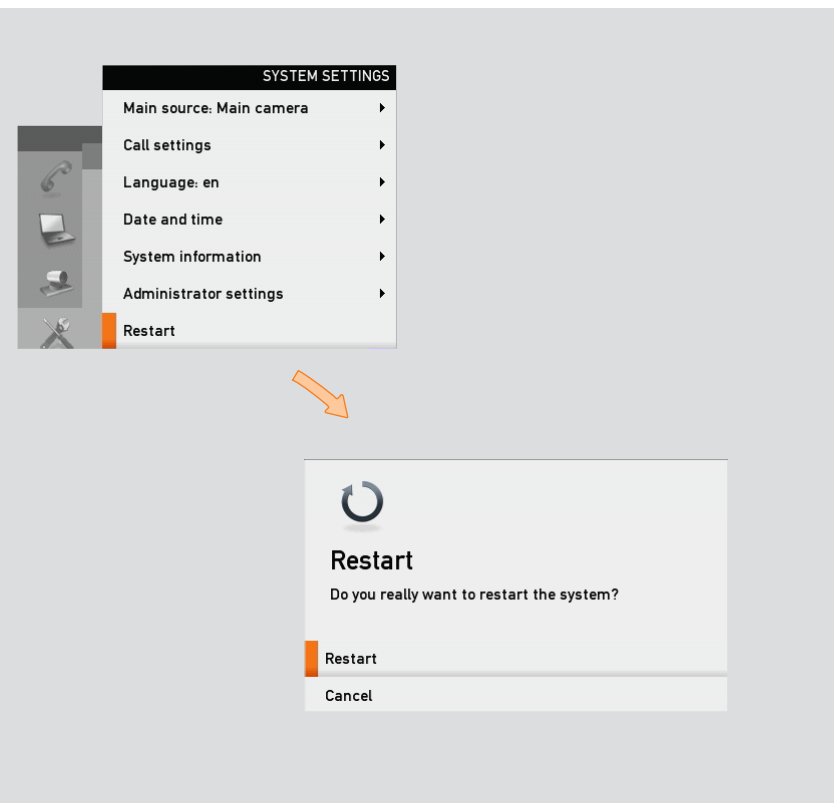 SYSTEM SETTINGS
Main source: Main camera
Call settings
Language: en
Date and time
System information
Administrator settings
Restart
Restart
Do you really want to restart the system?
Restart
Cancel